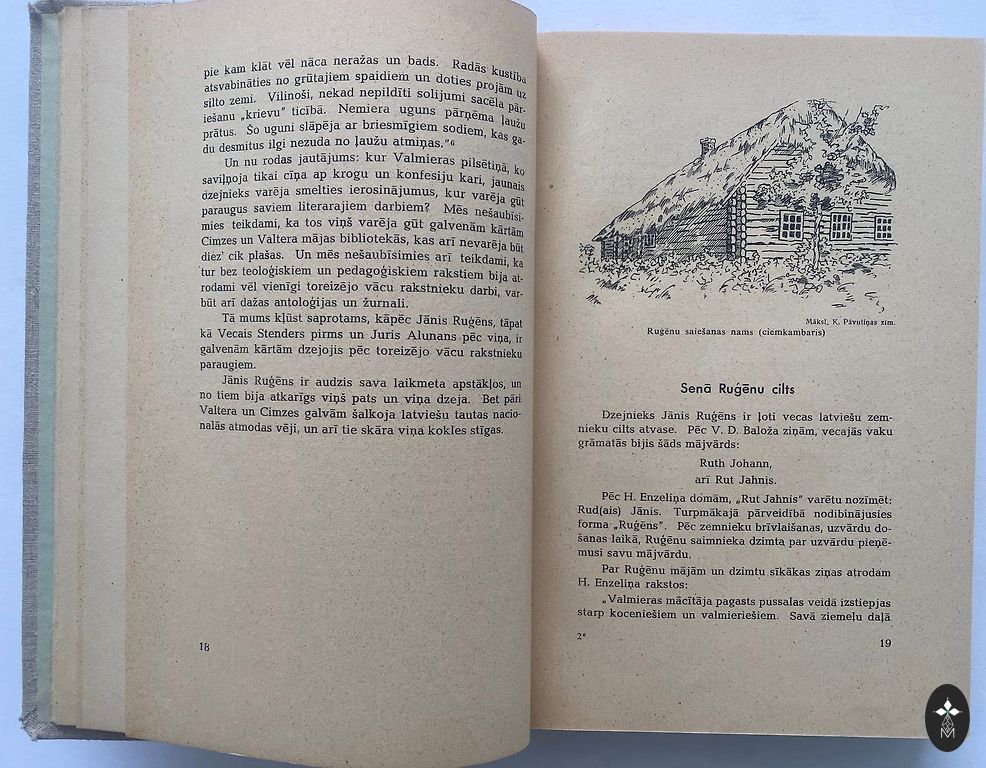 pie kam klāt vēl nāca neražas un bads. Radās kustība
atsvabināties no grūtajiem spaidiem un doties projām uz
silto zemi. Vilinoši, nekad nepildīti solijumi sacēla pār-
iešanu „krievu" ticībā. Nemiera uguns pārņēma ļaužu
prātus. Šo uguni slāpēja ar briesmīgiem sodiem, kas ga-
du desmitus ilgi nezuda no ļaužu atmiņas."⁶
Un nu rodas jautājums: kur Valmieras pilsētiņā, ko
saviļņoja tikai cīņa ap krogu un konfesiju kari, jaunais
dzejnieks varēja smelties ierosinājumus, kur varēja gūt
paraugus saviem literarajiem darbiem? Mēs nešaubīsi-
mies teikdami, ka tos viņš varēja gūt galvenām kārtām
Cimzes un Valtera mājas bibliotekās, kas arī nevarēja būt
diez' cik plašas. Un mēs nešaubīsimies arī teikdami, ka
tur bez teoloģiskiem un pedagoģiskiem rakstiem bija at-
rodami vēl vienīgi toreizējo vācu rakstnieku darbi, var-
būt arī dažas antoloģijas un žurnali.
Tā mums kļūst saprotams, kāpēc Jānis Ruģēns, tāpat
kā Vecais Stenders pirms un Juris Alunans pēc viņa, ir
galvenām kārtām dzejojis pēc toreizējo vācu rakstnieku
paraugiem.
Jānis Ruģēns ir audzis sava laikmeta apstākļos, un
no tiem bija atkarīgs viņš pats un viņa dzeja. Bet pāri
Valtera un Cimzes galvām šalkoja latviešu tautas nacio-
nalās atmodas vēji, un arī tie skāra viņa kokles stīgas.
18
Māksl. K. Pāvuliņas zīm.
Ruģēnu saiešanas nams (ciemkambaris)
Senā Ruģēnu cilts
Dzejnieks Jānis Ruģēns ir ļoti vecas latviešu zem-
nieku cilts atvase. Pēc V. D. Baloža ziņām, vecajās vaku
grāmatās bijis šāds mājvārds:
Ruth Johann,
arī Rut Jahnis.
Pēc H. Enzeliņa domām, „Rut Jahnis" varētu nozīmēt:
Rud(ais) Jānis. Turpmākajā pārveidībā nodibinājusies
forma „Ruģēns". Pēc zemnieku brīvlaišanas, uzvārdu do-
šanas laikā, Ruģēnu saimnieka dzimta par uzvārdu pieņē-
musi savu mājvārdu.
Par Ruģēnu mājām un dzimtu sīkākas ziņas atrodam
H. Enzeliņa rakstos:
„Valmieras mācītāja pagasts pussalas veidā izstiepjas
starp koceniešiem un valmieriešiem. Savā ziemeļu daļā
2*
19
M